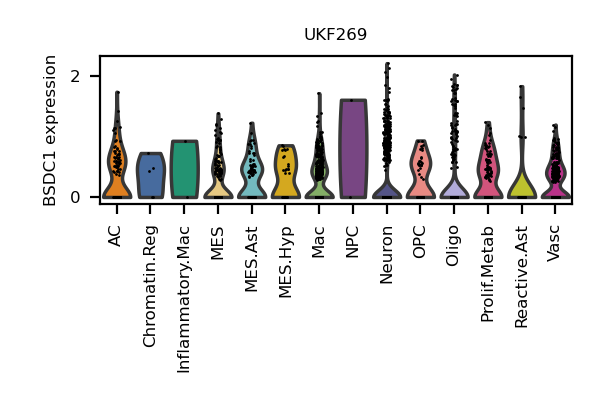 UKF269
BSDC1 expression
2
0
AC
Chromatin.Reg
Inflammatory.Mac
MES
MES.Ast
MES.Hyp
Mac
NPC
Neuron
OPC
Oligo
Prolif.Metab
Reactive.Ast
Vasc